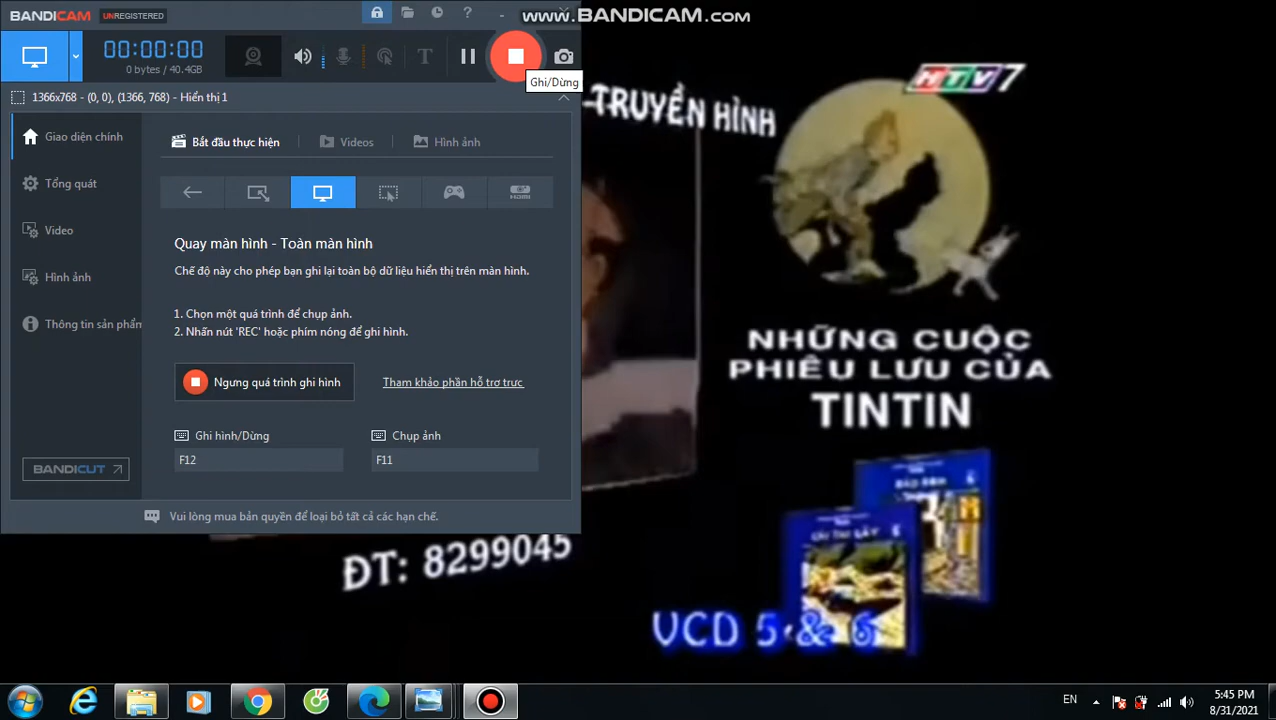 BANDICAM UNREGISTERED
www.BANDICAM.COM
00:00:00
0 bytes / 40.4GB
Ghi/Dừng
1366x768 - (0, 0), (1366, 768) - Hiển thị 1
Giao diện chính
Tổng quát
Video
Hình ảnh
Thông tin sản phẩn
BANDICUT
Bắt đầu thực hiện
Videos
Hình ảnh
HDMI
Quay màn hình - Toàn màn hình
Chế độ này cho phép bạn ghi lại toàn bộ dữ liệu hiển thị trên màn hình.
1. Chọn một quá trình để chụp ảnh.
2. Nhấn nút 'REC' hoặc phím nóng để ghi hình.
Ngưng quá trình ghi hình
Tham khảo phần hỗ trợ trưc
Ghi hình/Dừng
Chụp ảnh
F12
F11
Vui lòng mua bản quyền để loại bỏ tất cả các hạn chế.
HTV7
TRUYỀN HÌNH
NHỮNG CUỘC
PHIÊU LƯU CỦA
TINTIN
ĐT: 8299045
VCD 5 & 6
EN
5:45 PM
8/31/2021